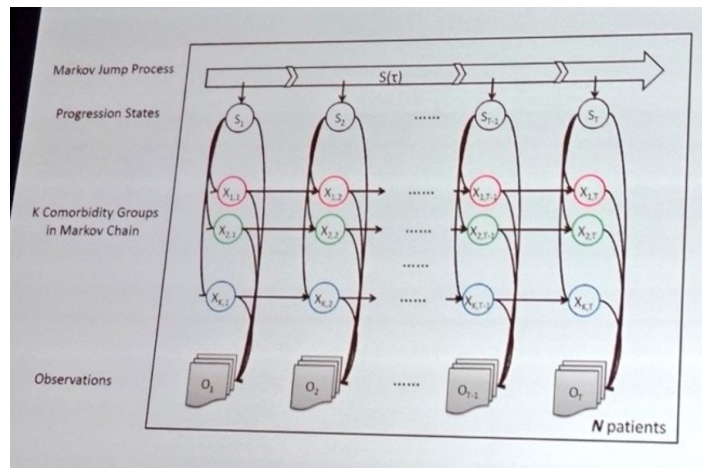 Markov Jump Process
S(τ)
Progression States
S1 S2 ...... ST-1 ST
X1,1 X1,2 ...... X1,T-1 X1,T
K Comorbidity Groups
in Markov Chain
X2,1 X2,2 ...... X2,T-1 X2,T
......
XK,1 XK,2 ...... XK,T-1 XK,T
Observations
O1 O2 ...... OT-1 OT
N patients